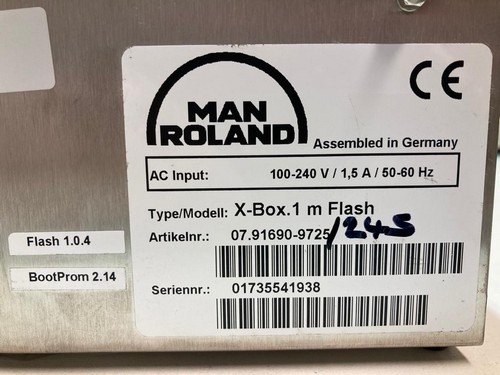 MAN
ROLAND
CE
Assembled in Germany
AC Input: 100-240 V / 1,5 A / 50-60 Hz
Type/Modell: X-Box.1 m Flash
Artikelnr.: 07.91690-9725/245
Seriennr.: 01735541938
Flash 1.0.4
BootProm 2.14